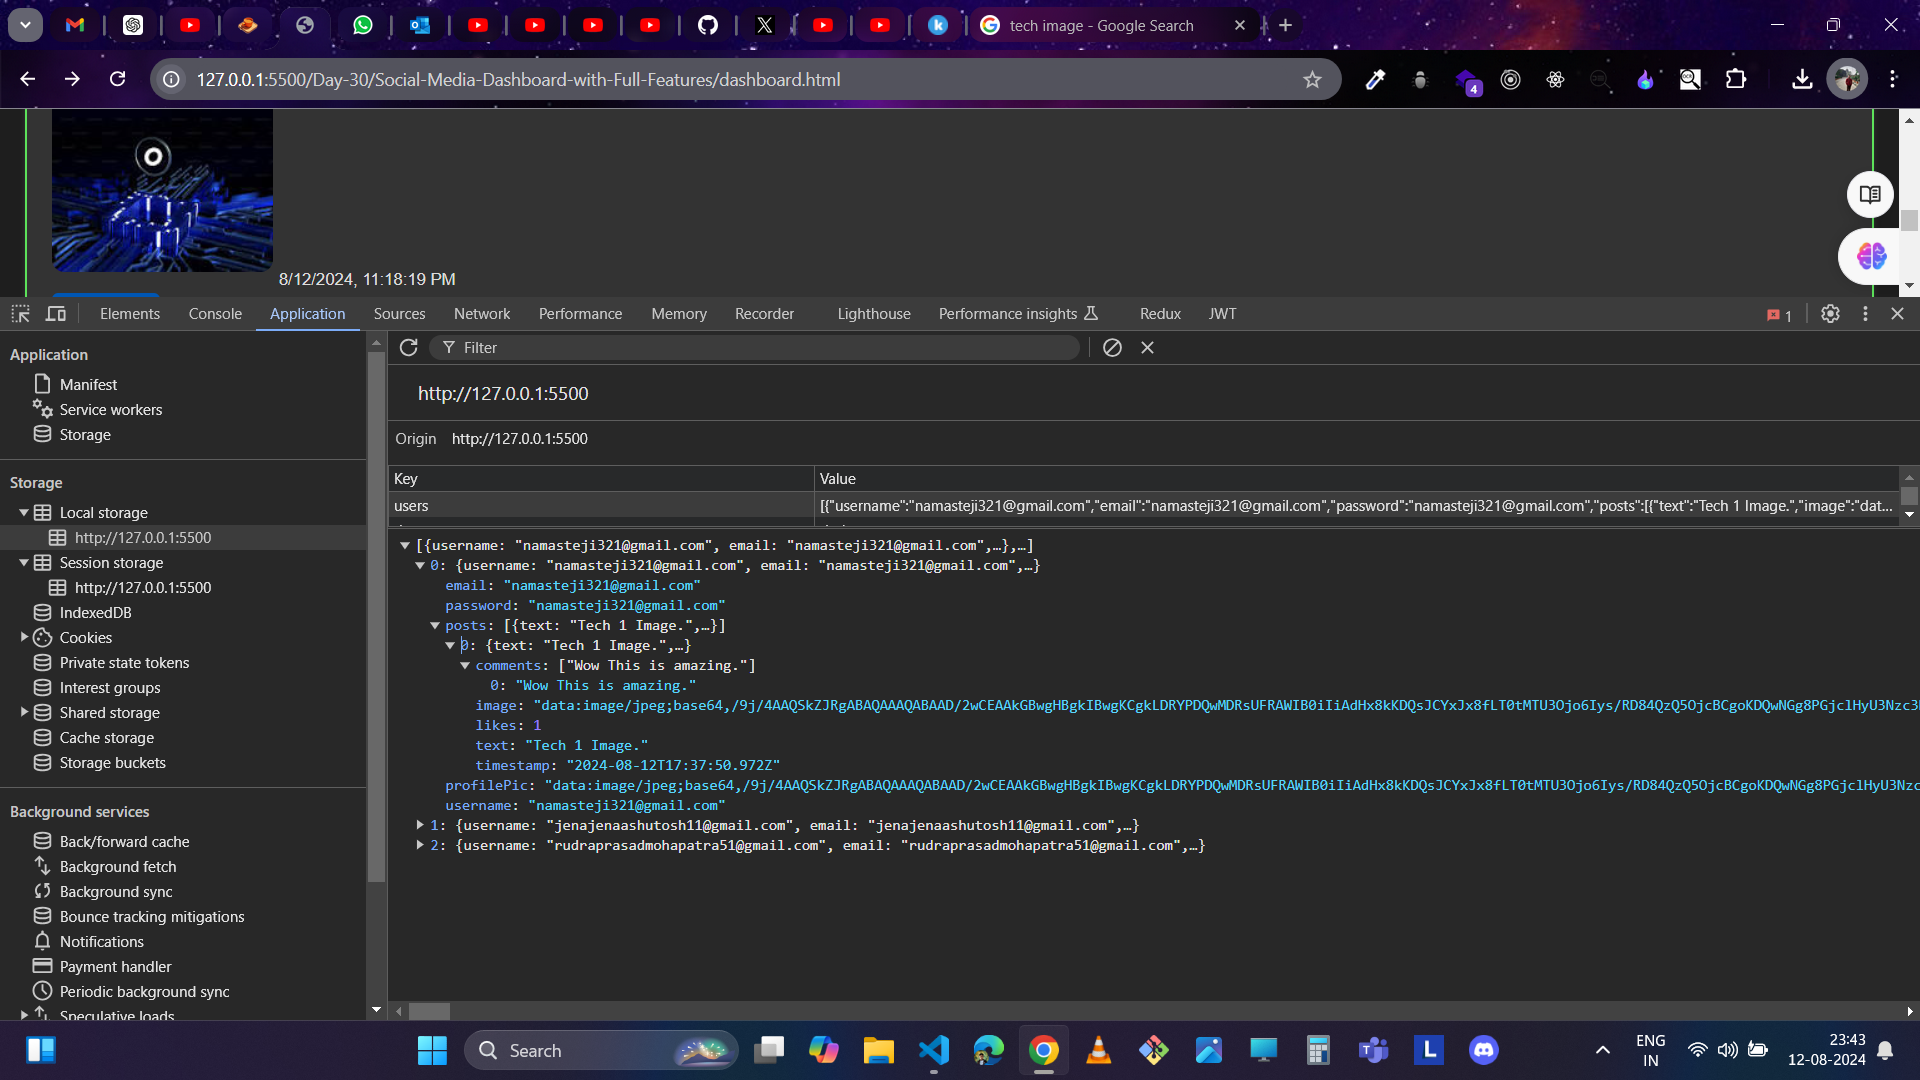 tech image - Google Search
127.0.0.1:5500/Day-30/Social-Media-Dashboard-with-Full-Features/dashboard.html
4
8/12/2024, 11:18:19 PM
Elements Console Application Sources Network Performance Memory Recorder Lighthouse Performance insights Redux JWT 1
Application
Manifest
Service workers
Storage
Storage
Local storage
http://127.0.0.1:5500
Session storage
http://127.0.0.1:5500
IndexedDB
Cookies
Private state tokens
Interest groups
Shared storage
Cache storage
Storage buckets
Background services
Back/forward cache
Background fetch
Background sync
Bounce tracking mitigations
Notifications
Payment handler
Periodic background sync
Speculative loads
Filter
http://127.0.0.1:5500
Origin http://127.0.0.1:5500
Key Value
users [{"username":"namasteji321@gmail.com","email":"namasteji321@gmail.com","password":"namasteji321@gmail.com","posts":[{"text":"Tech 1 Image.","image":"dat...
[{username: "namasteji321@gmail.com", email: "namasteji321@gmail.com",…},…]
0: {username: "namasteji321@gmail.com", email: "namasteji321@gmail.com",…}
email: "namasteji321@gmail.com"
password: "namasteji321@gmail.com"
posts: [{text: "Tech 1 Image.",…}]
0: {text: "Tech 1 Image.",…}
comments: ["Wow This is amazing."]
0: "Wow This is amazing."
image: "data:image/jpeg;base64,/9j/4AAQSkZJRgABAQAAAQABAAD/2wCEAAkGBwgHBgkIBwgKCgkLDRYPDQwMDRsUFRAWIB0iIiAdHx8kKDQsJCYxJx8fLT0tMTU3Ojo6Iys/RD84QzQ5OjcBCgoKDQwNGg8PGjclHyU3Nzc3
likes: 1
text: "Tech 1 Image."
timestamp: "2024-08-12T17:37:50.972Z"
profilePic: "data:image/jpeg;base64,/9j/4AAQSkZJRgABAQAAAQABAAD/2wCEAAkGBwgHBgkIBwgKCgkLDRYPDQwMDRsUFRAWIB0iIiAdHx8kKDQsJCYxJx8fLT0tMTU3Ojo6Iys/RD84QzQ5OjcBCgoKDQwNGg8PGjclHyU3Nzc
username: "namasteji321@gmail.com"
1: {username: "jenajenaashutosh11@gmail.com", email: "jenajenaashutosh11@gmail.com",…}
2: {username: "rudraprasadmohapatra51@gmail.com", email: "rudraprasadmohapatra51@gmail.com",…}
Search
ENG
IN
23:43
12-08-2024